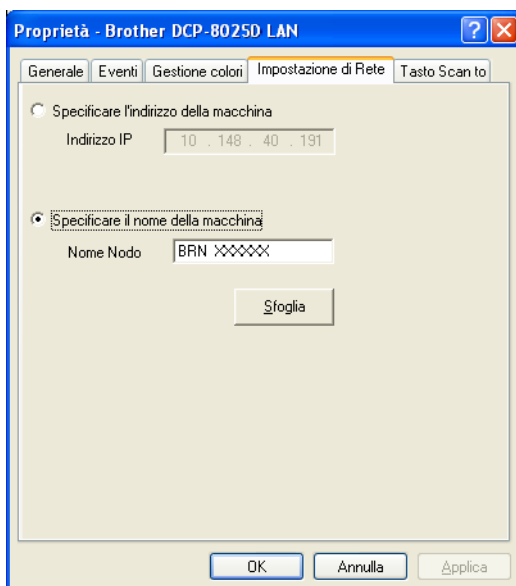 Proprietà - Brother DCP-8025D LAN
Generale Eventi Gestione colori Impostazione di Rete Tasto Scan to
Specificare l'indirizzo della macchina
Indirizzo IP 10 . 148 . 40 . 191
Specificare il nome della macchina
Nome Nodo BRN XXXXXX
Sfoglia
OK Annulla Applica